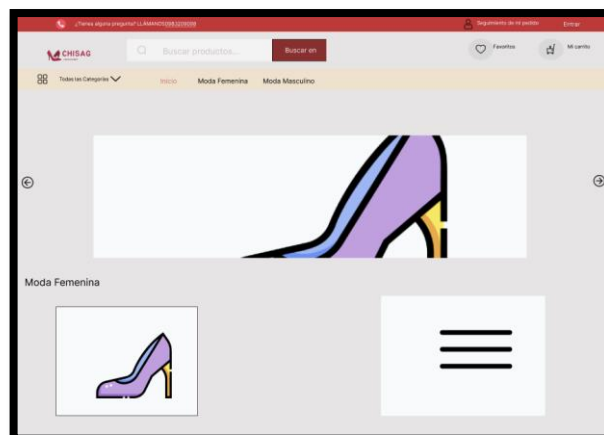 ¿Tienea alguna pregunta? LLÁMANOS
Seguimiento de mi pedido
Entrar
CHISAG
Buscar productos...
Buscar en
Favoritos
Mi carrito
Todas las Categorías
Inicio
Moda Femenina
Moda Masculino
Moda Femenina